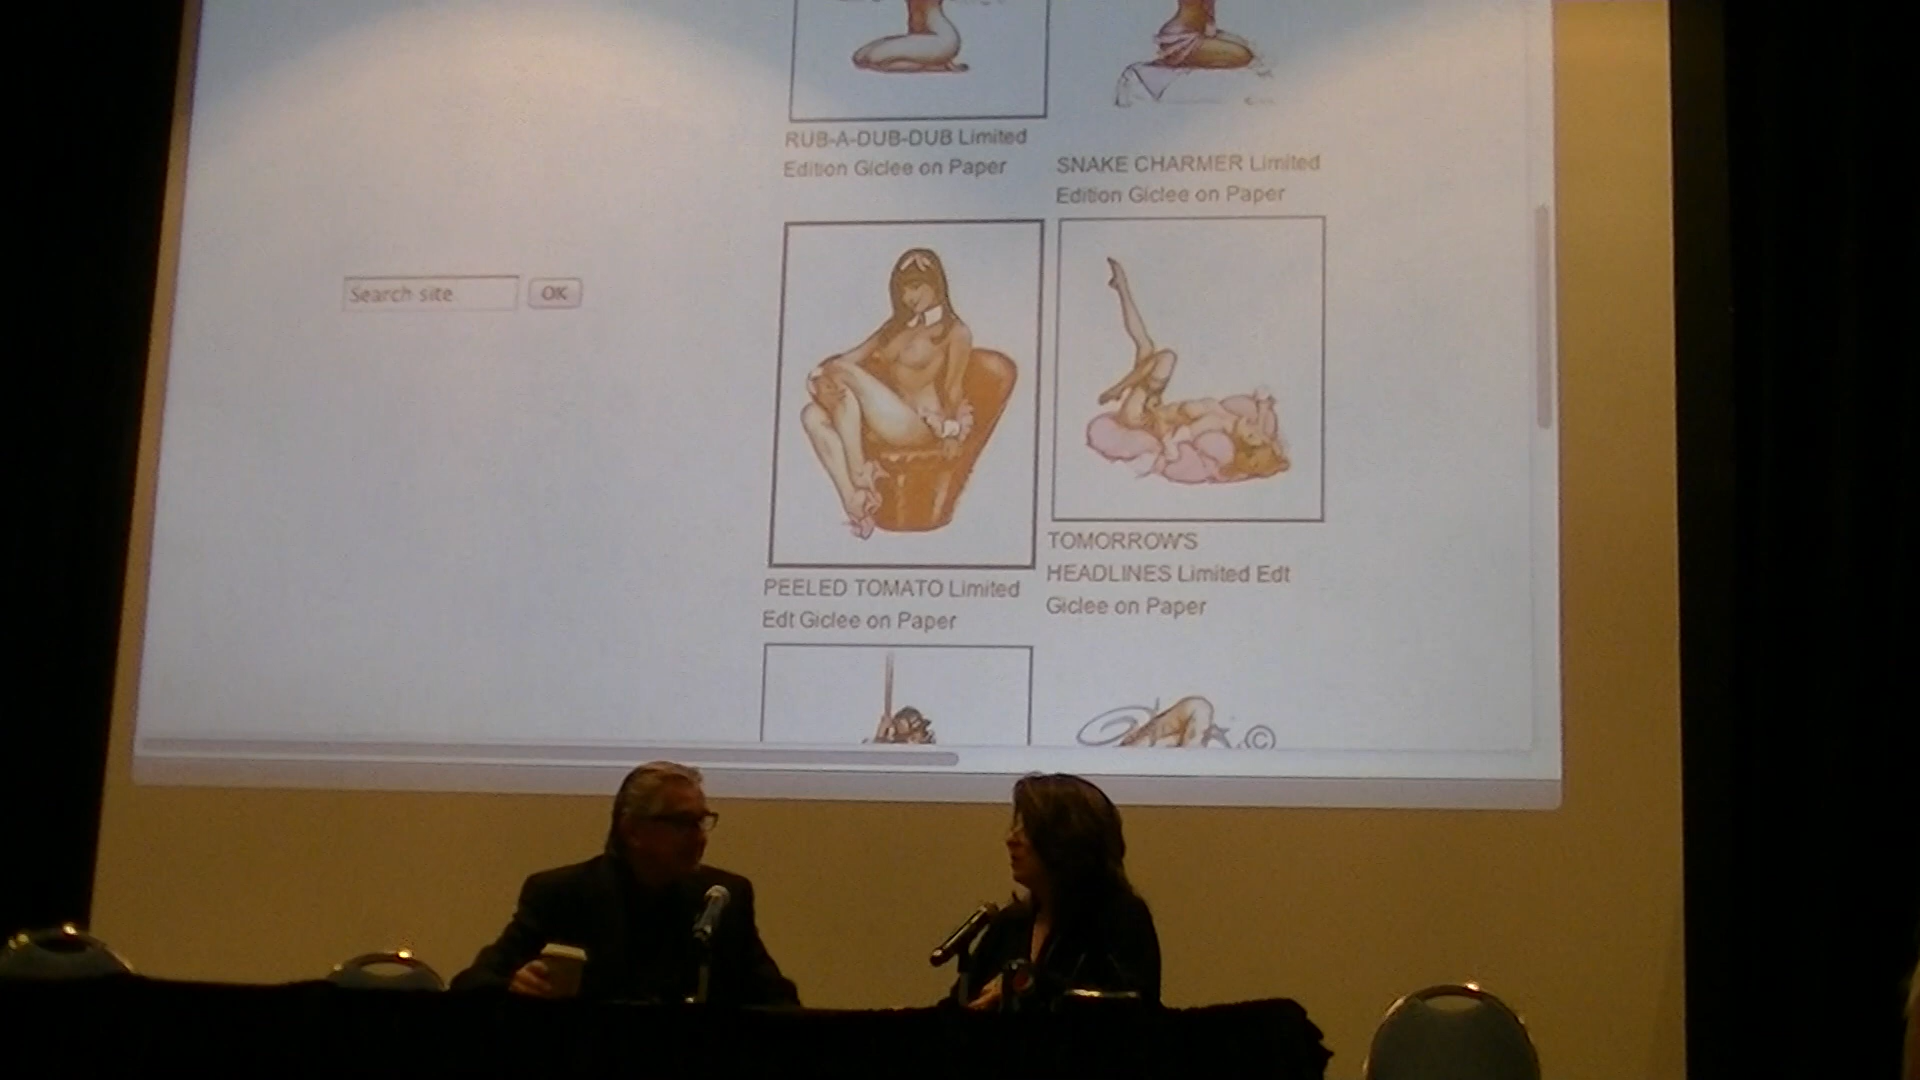 RUB-A-DUB-DUB Limited
Edition Giclee on Paper
SNAKE CHARMER Limited
Edition Giclee on Paper
Search site
OK
PEELED TOMATO Limited
Edt Giclee on Paper
TOMORROW'S
HEADLINES Limited Edt
Giclee on Paper
©